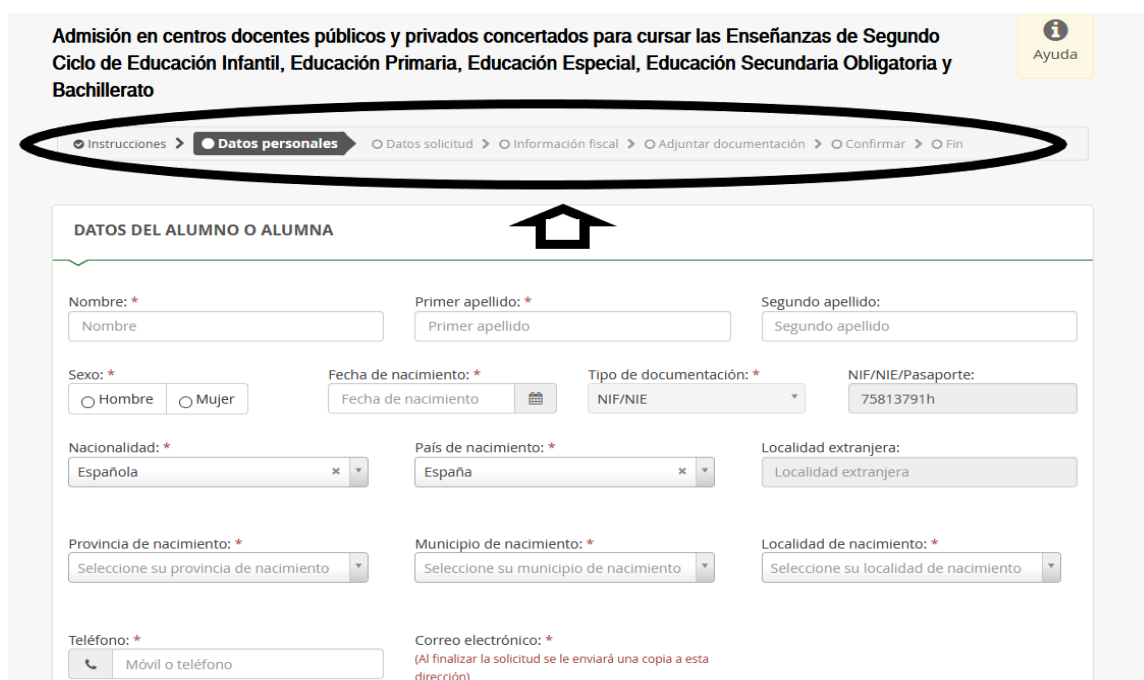 Admisión en centros docentes públicos y privados concertados para cursar las Enseñanzas de Segundo
Ciclo de Educación Infantil, Educación Primaria, Educación Especial, Educación Secundaria Obligatoria y
Bachillerato
Ayuda
Instrucciones > Datos personales Datos solicitud > Información fiscal > Adjuntar documentación > Confirmar > Fin
DATOS DEL ALUMNO O ALUMNA
Nombre: * Primer apellido: * Segundo apellido:
Nombre Primer apellido Segundo apellido
Sexo: * Fecha de nacimiento: * Tipo de documentación: * NIF/NIE/Pasaporte:
Hombre Mujer Fecha de nacimiento NIF/NIE 75813791h
Nacionalidad: * País de nacimiento: * Localidad extranjera:
Española × España × Localidad extranjera
Provincia de nacimiento: * Municipio de nacimiento: * Localidad de nacimiento: *
Seleccione su provincia de nacimiento Seleccione su municipio de nacimiento Seleccione su localidad de nacimiento
Teléfono: * Correo electrónico: *
Móvil o teléfono (Al finalizar la solicitud se le enviará una copia a esta
dirección)